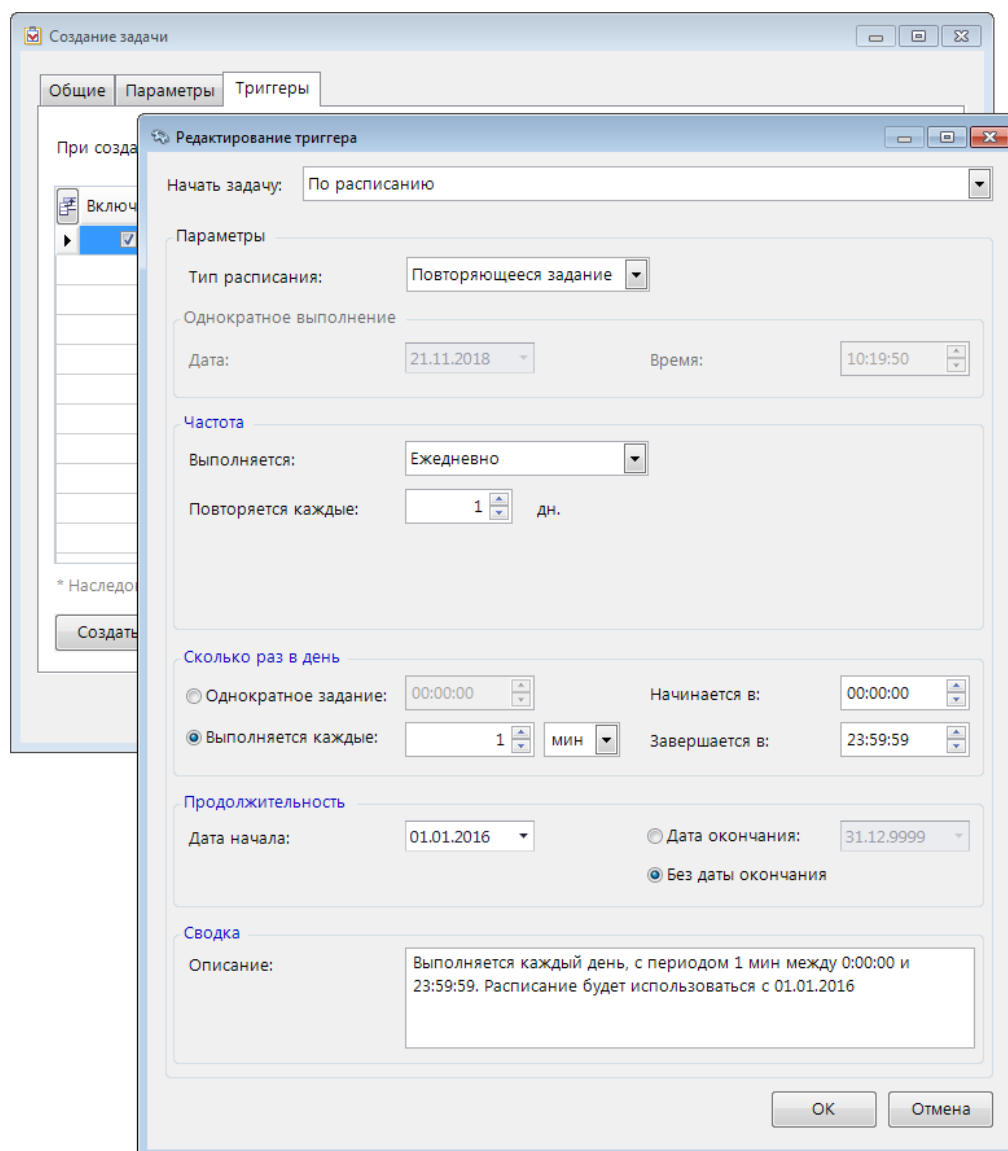 Создание задачи
Общие Параметры Триггеры
При созда
Включ
* Наследо
Создать
Редактирование триггера
Начать задачу: По расписанию
Параметры
Тип расписания: Повторяющееся задание
Однократное выполнение
Дата: 21.11.2018 Время: 10:19:50
Частота
Выполняется: Ежедневно
Повторяется каждые: 1 дн.
Сколько раз в день
Однократное задание: 00:00:00 Начинается в: 00:00:00
Выполняется каждые: 1 мин Завершается в: 23:59:59
Продолжительность
Дата начала: 01.01.2016 Дата окончания: 31.12.9999
Без даты окончания
Сводка
Описание: Выполняется каждый день, с периодом 1 мин между 0:00:00 и
23:59:59. Расписание будет использоваться с 01.01.2016
ОК Отмена